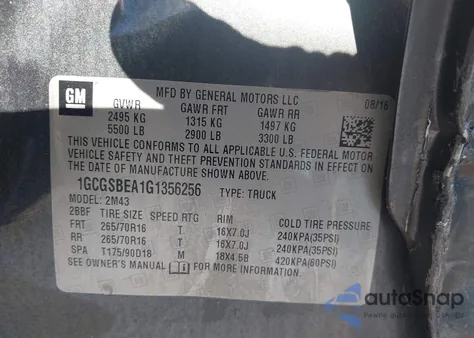 GM
MFD BY GENERAL MOTORS LLC
08/16
GVWR GAWR FRT GAWR RR
2495 KG 1315 KG 1497 KG
5500 LB 2900 LB 3300 LB
THIS VEHICLE CONFORMS TO ALL APPLICABLE U.S. FEDERAL MOTOR
VEHICLE SAFETY AND THEFT PREVENTION STANDARDS IN EFFECT ON
THE DATE OF MANUFACTURE SHOWN ABOVE.
1GCGSBEA1G1356256 TYPE: TRUCK
MODEL: 2M43
2BBF TIRE SIZE SPEED RTG RIM COLD TIRE PRESSURE
FRT 265/70R16 T 16X7.0J 240KPA(35PSI)
RR 265/70R16 T 16X7.0J 240KPA(35PSI)
SPA T175/90D18 M 18X4.5B 420KPA(60PSI)
SEE OWNER'S MANUAL FOR MORE INFORMATION.
autoSnap